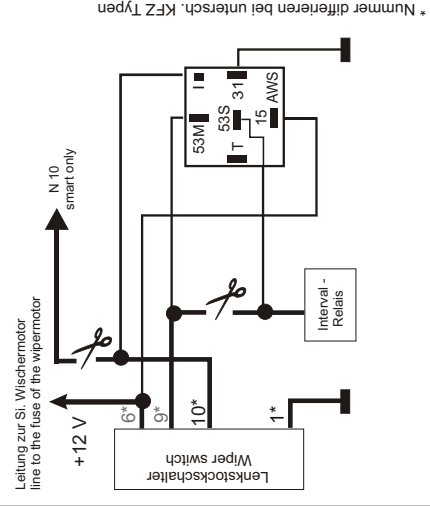 Leitung zur Si. Wischermotor
line to the fuse of the wipermotor
+12 V
N 10
smart only
6*
9*
10*
1*
Lenkstockschalter
Wiper switch
Interval -
Relais
53M
I
T
53S
31
15
AWS
* Nummer differieren bei untersch. KFZ Typen